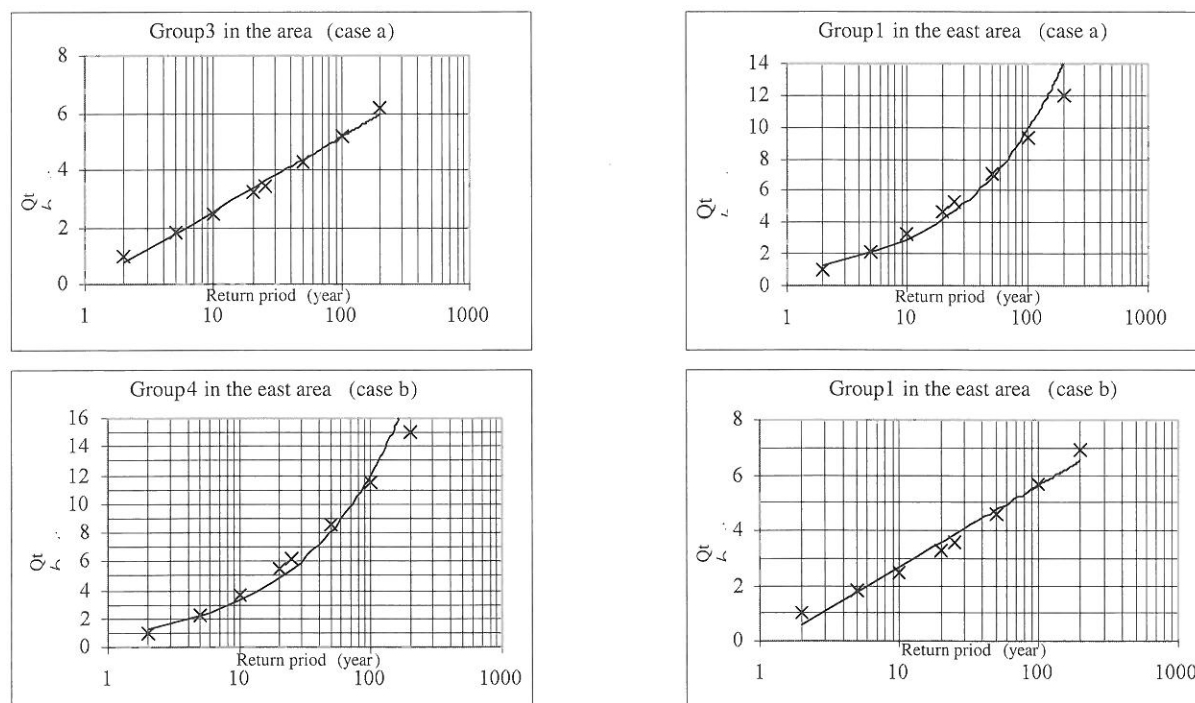 Group3 in the area (case a)
8
6
4
2
0
Qt
Return priod (year)
1 10 100 1000
Group1 in the east area (case a)
14
12
10
8
6
4
2
0
Qt
Return priod (year)
1 10 100 1000
Group4 in the east area (case b)
16
14
12
10
8
6
4
2
0
Qt
Return priod (year)
1 10 100 1000
Group1 in the east area (case b)
8
6
4
2
0
Qt
Return priod (year)
1 10 100 1000